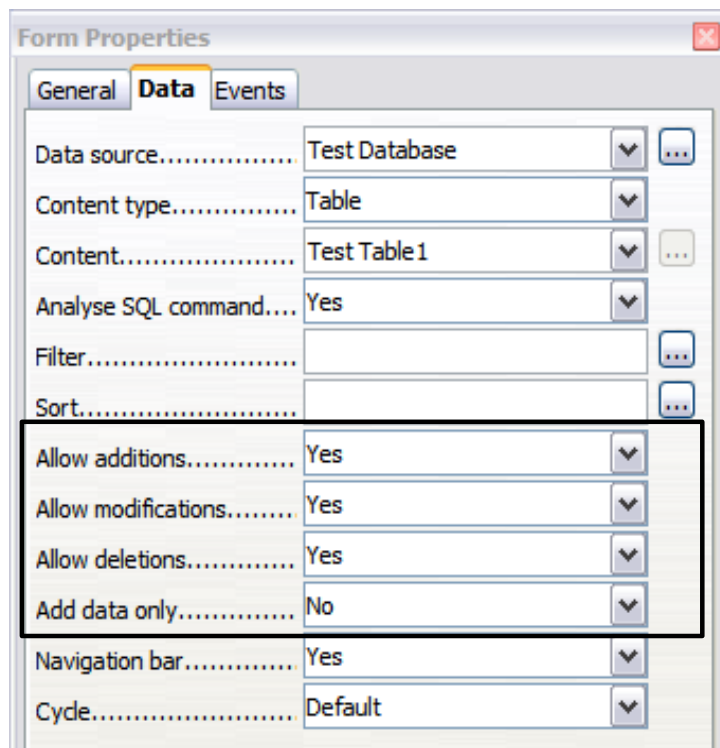 Form Properties
General Data Events
Data source................. Test Database ...
Content type............... Table
Content...................... Test Table1 ...
Analyse SQL command.... Yes
Filter.......................... ...
Sort........................... ...
Allow additions............. Yes
Allow modifications........ Yes
Allow deletions............. Yes
Add data only.............. No
Navigation bar............. Yes
Cycle......................... Default